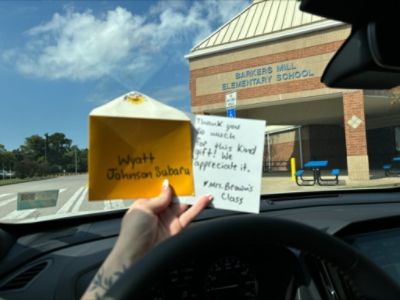 BARKERS MILL
ELEMENTARY SCHOOL
Wyatt
Johnson Subaru
Thank you
so much
for this kind
gift! We
appreciate it.
♥ Mrs. Brown's
Class